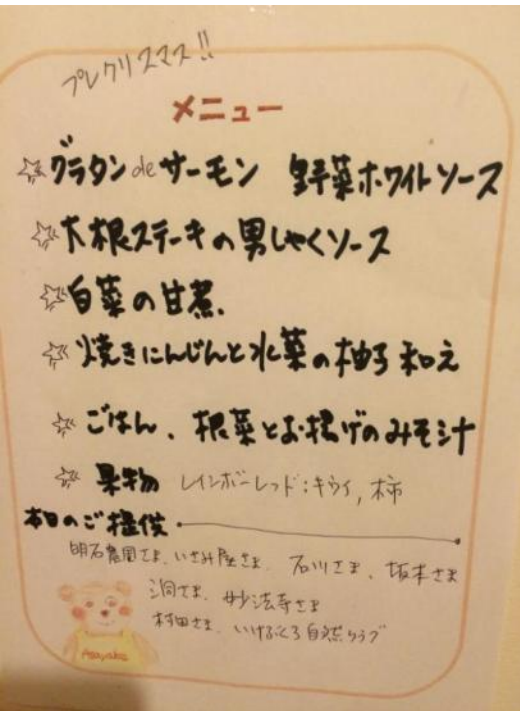 プレクリスマス!!
メニュー
☆グラタンdeサーモン 野菜ホワイトソース
☆大根ステーキの男しゃくソース
☆白菜の甘煮.
☆焼きにんじんと水菜の柚子和え
☆ごはん、根菜とお揚げのみそ汁
☆果物 レインボーレッド:キウイ, 柿
本日のご提供
明石農園さま、いさみ屋さま、石川さま、坂本さま
洞さま、妙法寺さま
村田さま、いけぶくろ自然クラブ
Asayake